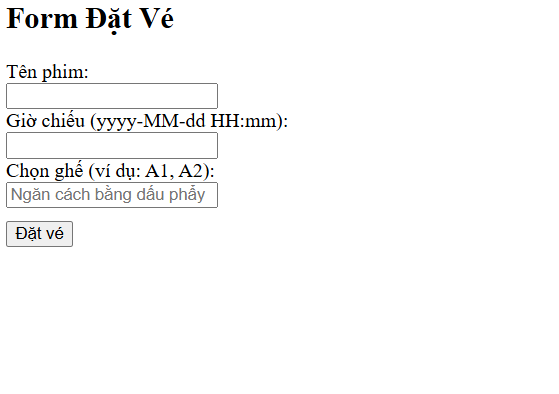 Form Đặt Vé
Tên phim:
Giờ chiếu (yyyy-MM-dd HH:mm):
Chọn ghế (ví dụ: A1, A2):
Ngăn cách bằng dấu phẩy
Đặt vé